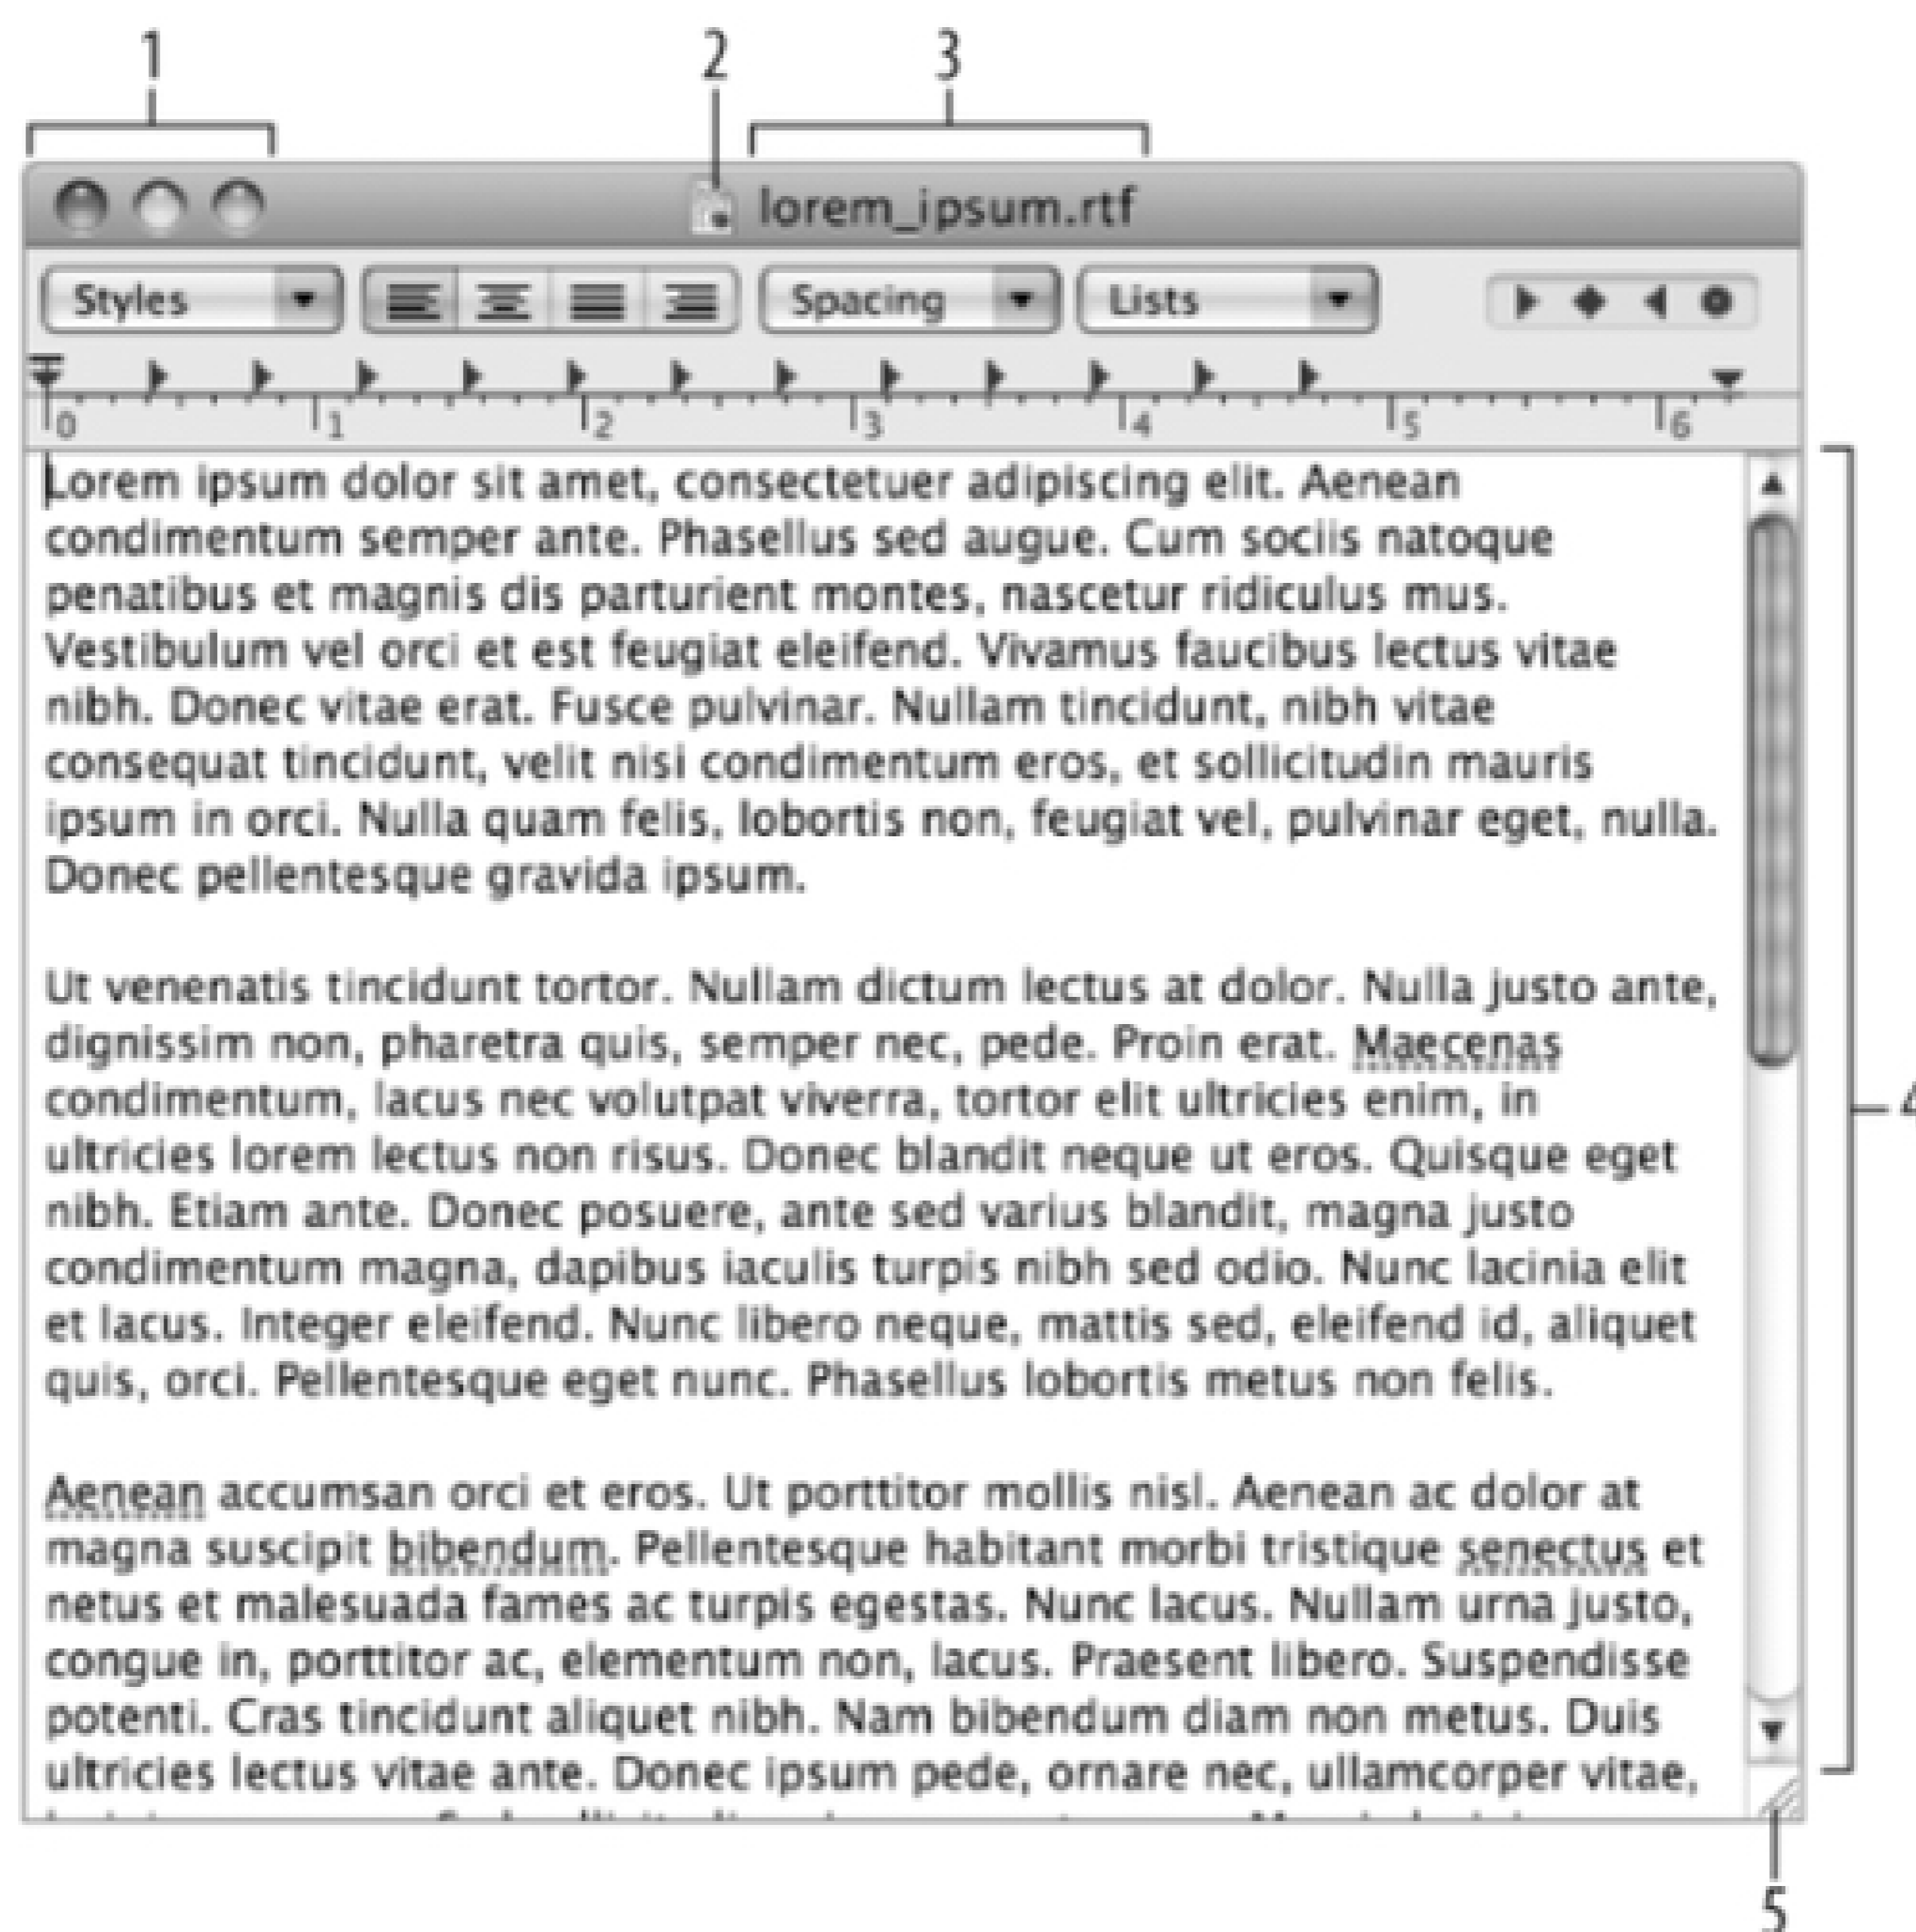 1 2 3
lorem_ipsum.rtf
Styles Spacing Lists
0 1 2 3 4 5 6
Lorem ipsum dolor sit amet, consectetuer adipiscing elit. Aenean
condimentum semper ante. Phasellus sed augue. Cum sociis natoque
penatibus et magnis dis parturient montes, nascetur ridiculus mus.
Vestibulum vel orci et est feugiat eleifend. Vivamus faucibus lectus vitae
nibh. Donec vitae erat. Fusce pulvinar. Nullam tincidunt, nibh vitae
consequat tincidunt, velit nisi condimentum eros, et sollicitudin mauris
ipsum in orci. Nulla quam felis, lobortis non, feugiat vel, pulvinar eget, nulla.
Donec pellentesque gravida ipsum.
Ut venenatis tincidunt tortor. Nullam dictum lectus at dolor. Nulla justo ante,
dignissim non, pharetra quis, semper nec, pede. Proin erat. Maecenas
condimentum, lacus nec volutpat viverra, tortor elit ultricies enim, in
4
ultricies lorem lectus non risus. Donec blandit neque ut eros. Quisque eget
nibh. Etiam ante. Donec posuere, ante sed varius blandit, magna justo
condimentum magna, dapibus iaculis turpis nibh sed odio. Nunc lacinia elit
et lacus. Integer eleifend. Nunc libero neque, mattis sed, eleifend id, aliquet
quis, orci. Pellentesque eget nunc. Phasellus lobortis metus non felis.
Aenean accumsan orci et eros. Ut porttitor mollis nisl. Aenean ac dolor at
magna suscipit bibendum. Pellentesque habitant morbi tristique senectus et
netus et malesuada fames ac turpis egestas. Nunc lacus. Nullam urna justo,
congue in, porttitor ac, elementum non, lacus. Praesent libero. Suspendisse
potenti. Cras tincidunt aliquet nibh. Nam bibendum diam non metus. Duis
ultricies lectus vitae ante. Donec ipsum pede, ornare nec, ullamcorper vitae,
5